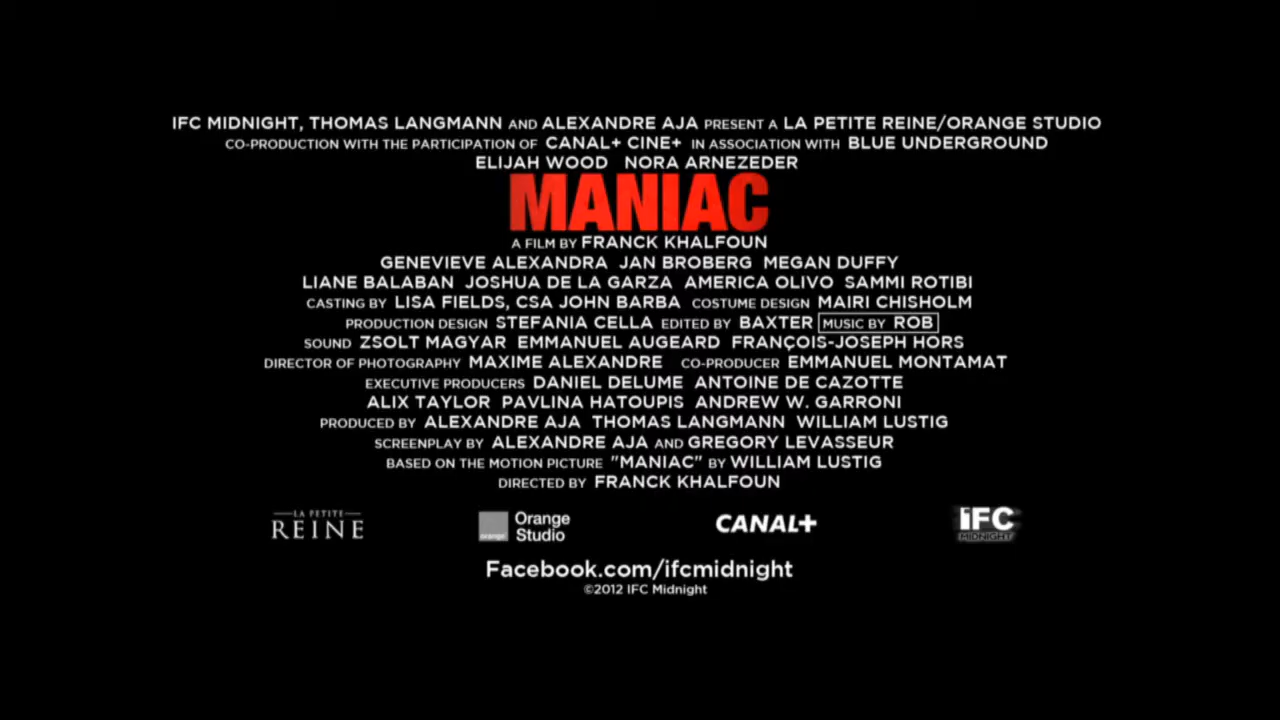 IFC MIDNIGHT, THOMAS LANGMANN AND ALEXANDRE AJA PRESENT A LA PETITE REINE/ORANGE STUDIO
CO-PRODUCTION WITH THE PARTICIPATION OF CANAL+ CINE+ IN ASSOCIATION WITH BLUE UNDERGROUND
ELIJAH WOOD NORA ARNEZEDER
MANIAC
A FILM BY FRANCK KHALFOUN
GENEVIEVE ALEXANDRA JAN BROBERG MEGAN DUFFY
LIANE BALABAN JOSHUA DE LA GARZA AMERICA OLIVO SAMMI ROTIBI
CASTING BY LISA FIELDS, CSA JOHN BARBA COSTUME DESIGN MAIRI CHISHOLM
PRODUCTION DESIGN STEFANIA CELLA EDITED BY BAXTER MUSIC BY ROB
SOUND ZSOLT MAGYAR EMMANUEL AUGEARD FRANÇOIS-JOSEPH HORS
DIRECTOR OF PHOTOGRAPHY MAXIME ALEXANDRE CO-PRODUCER EMMANUEL MONTAMAT
EXECUTIVE PRODUCERS DANIEL DELUME ANTOINE DE CAZOTTE
ALIX TAYLOR PAVLINA HATOUPIS ANDREW W. GARRONI
PRODUCED BY ALEXANDRE AJA THOMAS LANGMANN WILLIAM LUSTIG
SCREENPLAY BY ALEXANDRE AJA AND GREGORY LEVASSEUR
BASED ON THE MOTION PICTURE "MANIAC" BY WILLIAM LUSTIG
DIRECTED BY FRANCK KHALFOUN
LA PETITE
REINE
orange
Orange
Studio
CANAL+
IFC
MIDNIGHT
Facebook.com/ifcmidnight
©2012 IFC Midnight